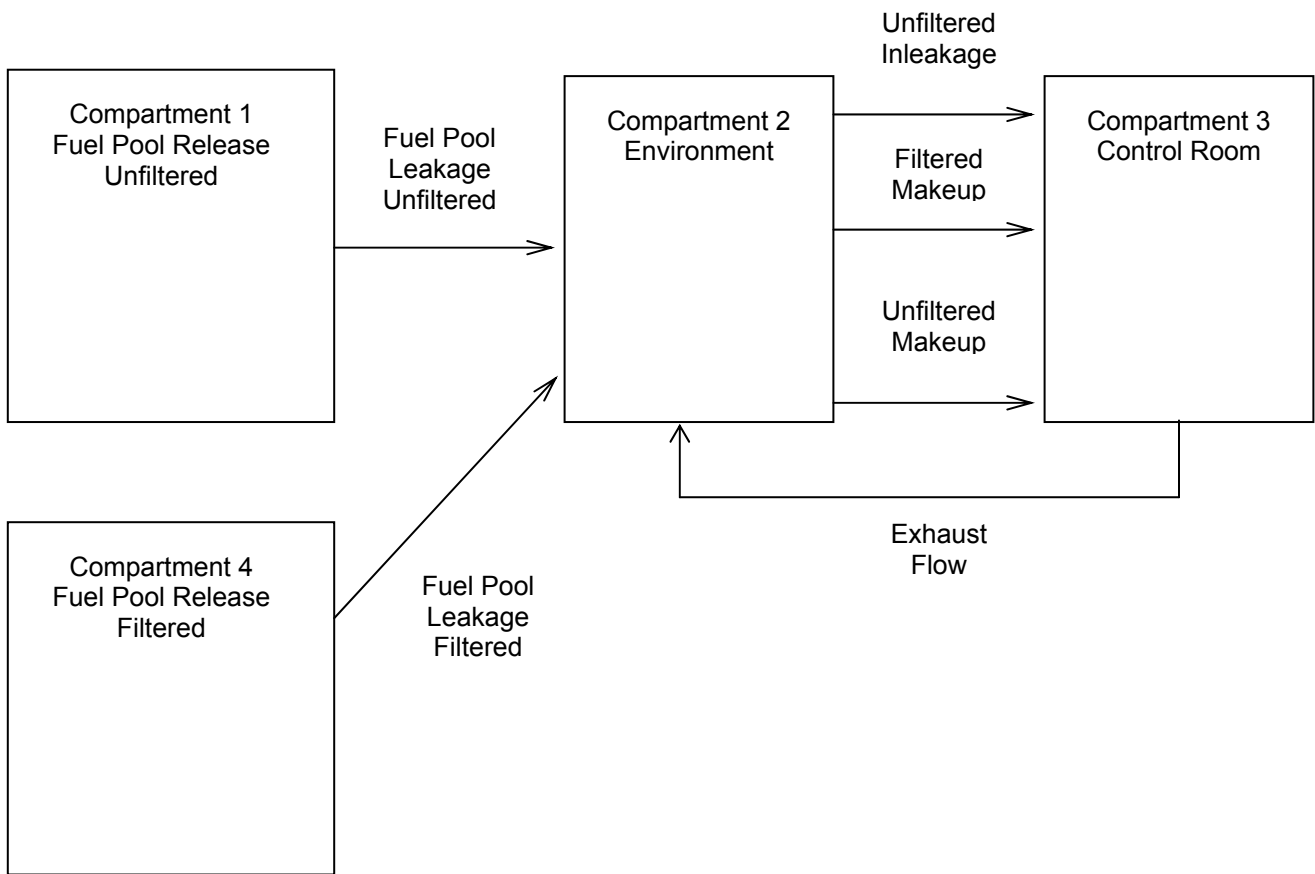 Compartment 1
Fuel Pool Release
Unfiltered
Fuel Pool
Leakage
Unfiltered
Compartment 2
Environment
Unfiltered
Inleakage
Filtered
Makeup
Unfiltered
Makeup
Compartment 3
Control Room
Exhaust
Flow
Compartment 4
Fuel Pool Release
Filtered
Fuel Pool
Leakage
Filtered